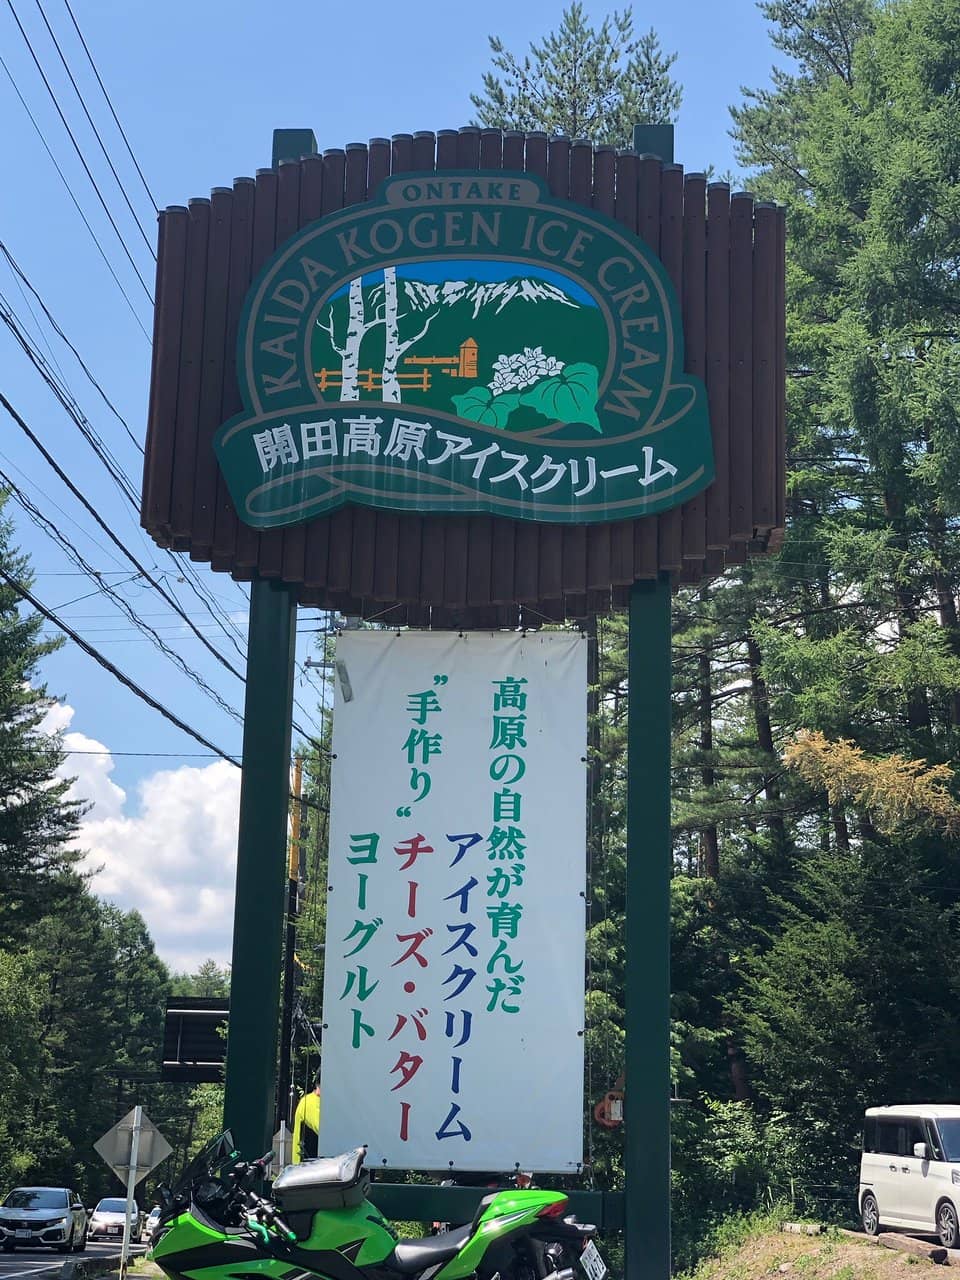 ONTAKE
KAIDA KOGEN ICE CREAM
開田高原アイスクリーム
高原の自然が育んだ
アイスクリーム
”手作り“チーズ・バター
ヨーグルト